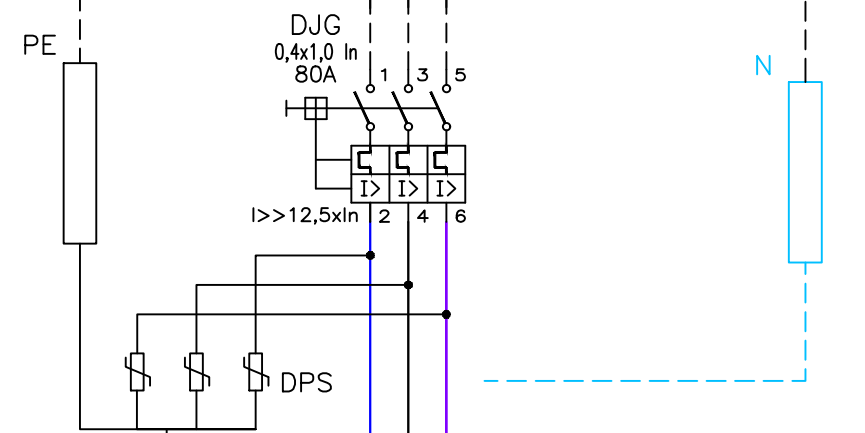 DJG
PE
0,4x1,0 In
80A
1 3 5
N
I>
I>
I>
I>>12,5xIn
2 4 6
DPS